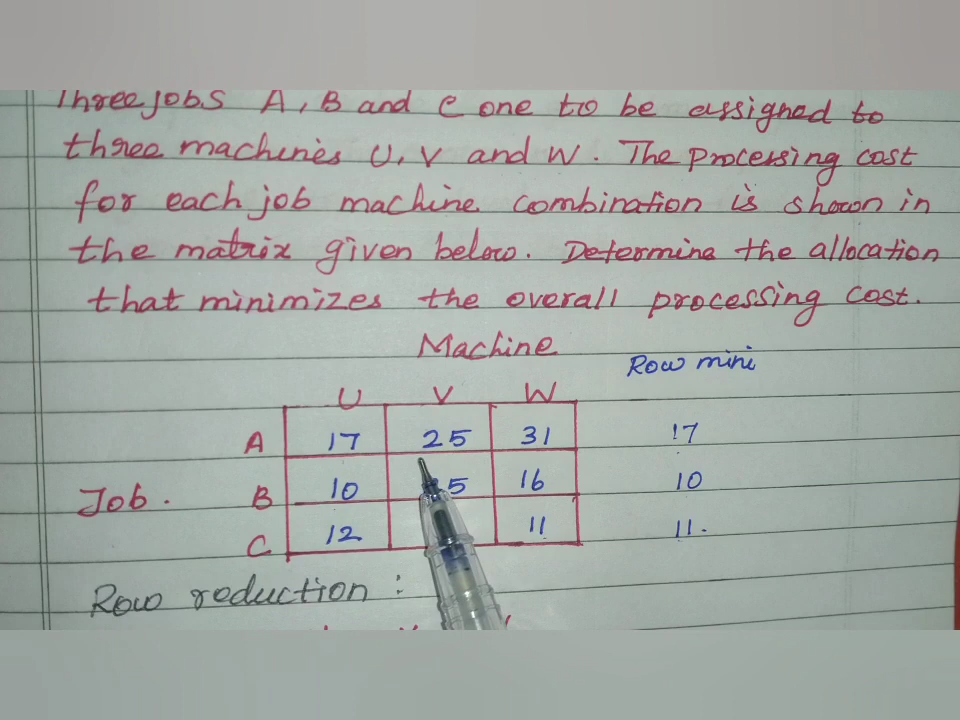 Three jobs A, B and C one to be assigned to
three machines U, V and W. The processing cost
for each job machine combination is shown in
the matrix given below. Determine the allocation
that minimizes the overall processing cost.
Machine
Row mini
U V W
A 17 25 31 17
Job. B 10 5 16 10
C 12 11 11.
Row reduction :